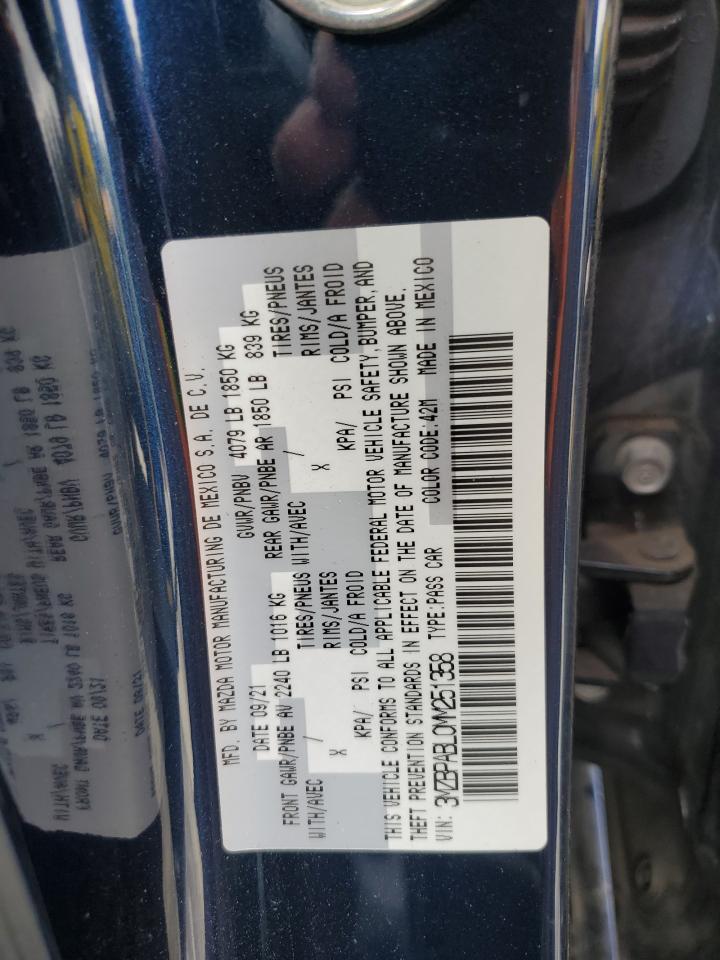 MFD. BY MAZDA MOTOR MANUFACTURING DE MEXICO S.A. DE C.V.
DATE 09/21 GVWR/PNBV 4079 LB 1850 KG
FRONT GAWR/PNBE AV 2240 LB 1016 KG REAR GAWR/PNBE AR 1850 LB 839 KG
WITH/AVEC / TIRES/PNEUS WITH/AVEC / TIRES/PNEUS
X RIMS/JANTES X RIMS/JANTES
KPA/ PSI COLD/A FROID KPA/ PSI COLD/A FROID
THIS VEHICLE CONFORMS TO ALL APPLICABLE FEDERAL MOTOR VEHICLE SAFETY, BUMPER, AND
THEFT PREVENTION STANDARDS IN EFFECT ON THE DATE OF MANUFACTURE SHOWN ABOVE.
VIN: 3MZBPABL0MM251358 TYPE:PASS CAR COLOR CODE:42M MADE IN MEXICO